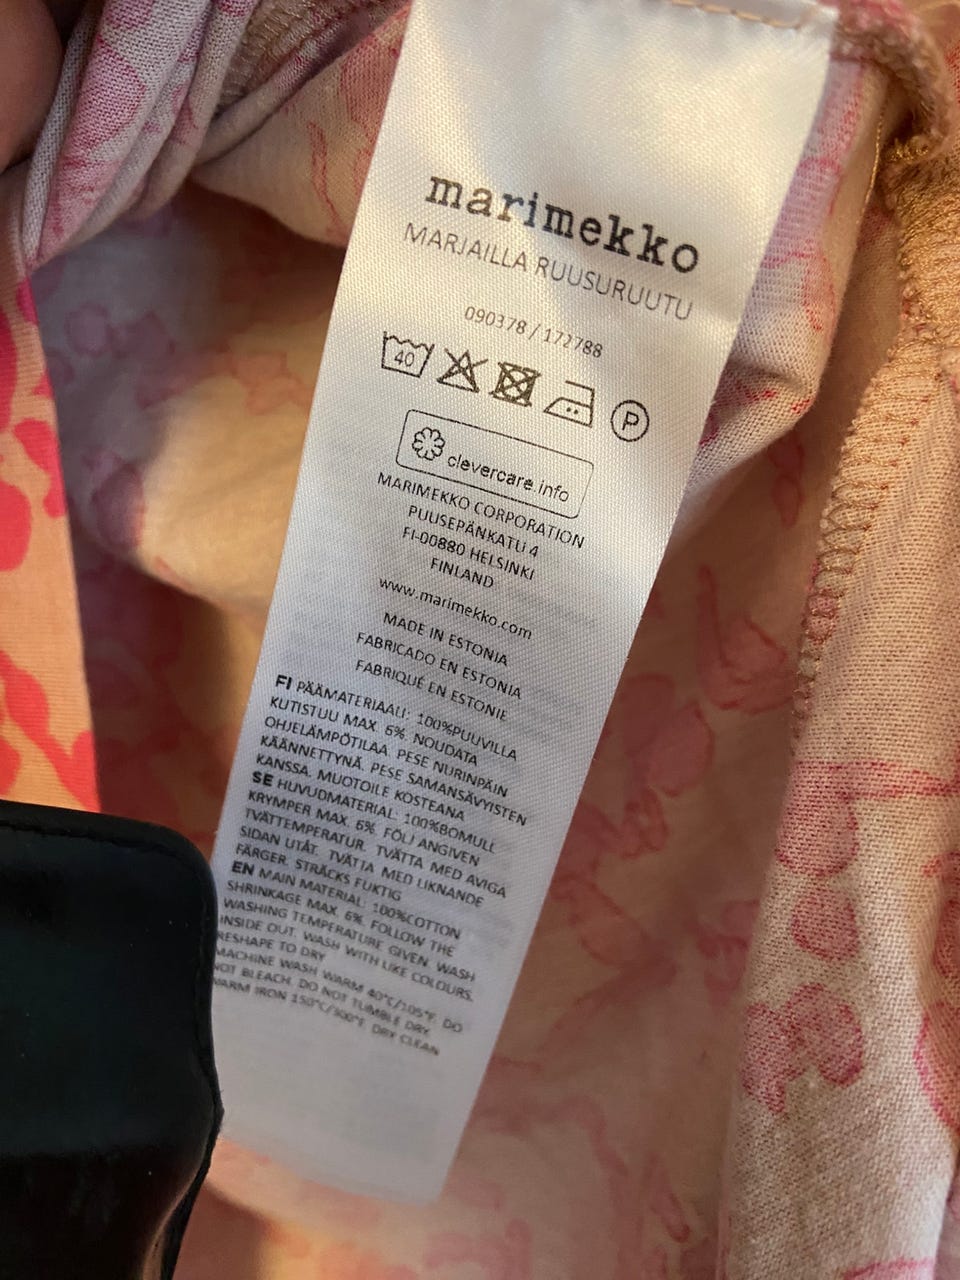 marimekko
MARJAILLA RUUSURUUTU
090378 / 172788
40
P
clevercare.info
MARIMEKKO CORPORATION
PUUSEPÄNKATU 4
FI-00880 HELSINKI
FINLAND
www.marimekko.com
MADE IN ESTONIA
FABRICADO EN ESTONIA
FABRIQUÉ EN ESTONIE
FI PÄÄMATERIAALI: 100%PUUVILLA
KUTISTUU MAX. 6% NOUDATA
OHJELÄMPÖTILAA. PESE NURINPÄIN
KÄÄNNETTYNÄ. PESE SAMANSÄVYISTEN
KANSSA. MUOTOILE KOSTEANA
SE HUVUDMATERIAL: 100%BOMULL
KRYMPER MAX. 6%. FÖLJ ANGIVEN
TVÄTTEMPERATUR. TVÄTTA MED AVIGA
SIDAN UTÅT. TVÄTTA MED LIKNANDE
FÄRGER. STRÄCKS FUKTIG
EN MAIN MATERIAL: 100%COTTON
SHRINKAGE MAX. 6%. FOLLOW THE
WASHING TEMPERATURE GIVEN. WASH
INSIDE OUT. WASH WITH LIKE COLOURS.
RESHAPE TO DRY
MACHINE WASH WARM 40°C/105°F. DO
NOT BLEACH. DO NOT TUMBLE DRY.
WARM IRON 150°C/300°F. DRY CLEAN